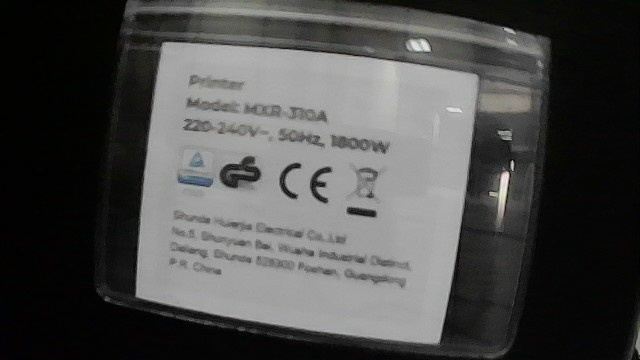 Printer
Model: MXR-310A
220-240V~, 50Hz, 1800W
CE
Shunde Huierjia Electrical Co., Ltd
No.5, Shunyuan Bei, Wusha Industrial District,
Daliang, Shunde 528300 Foshan, Guangdong
P.R. China